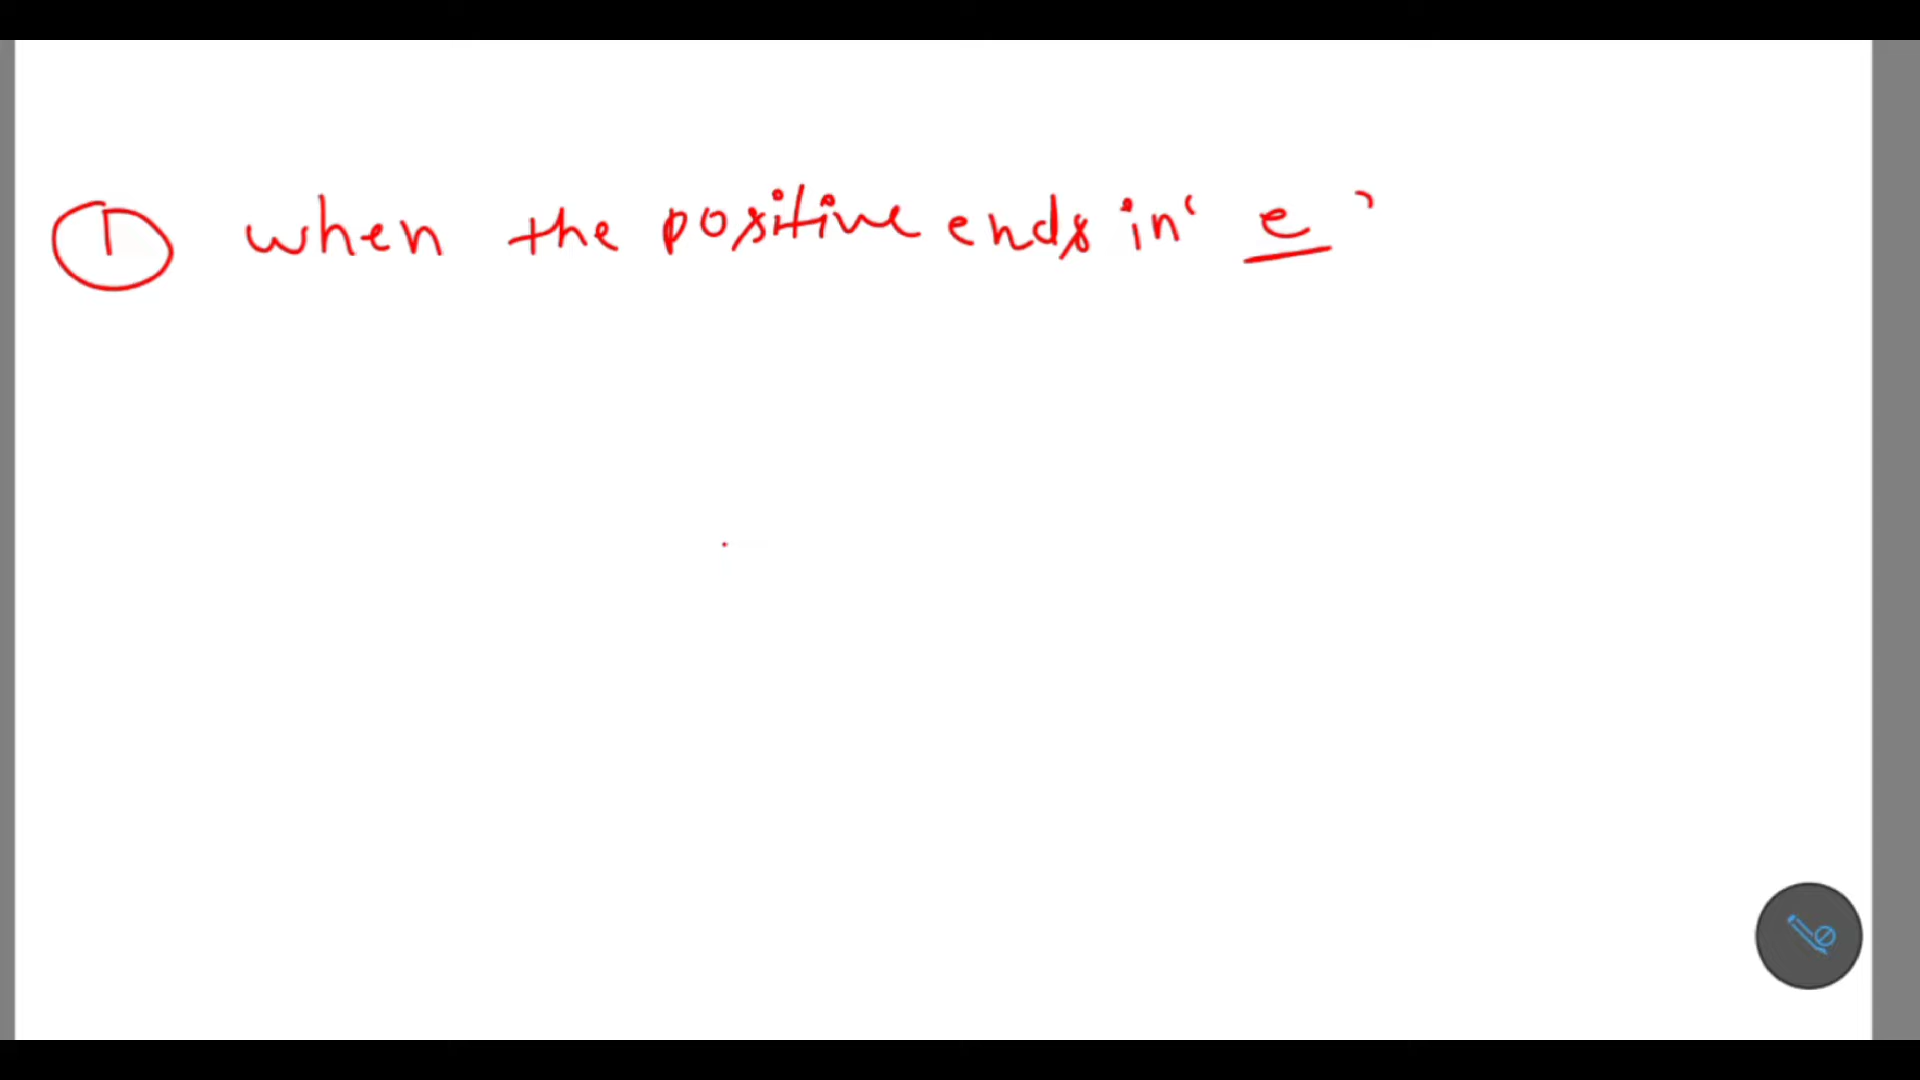 ① when the positive ends in ' e '